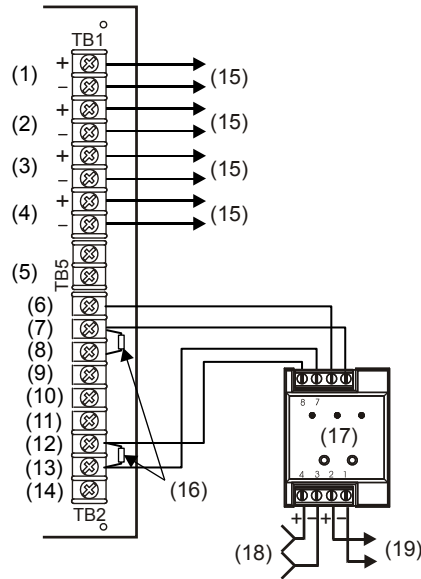 TB1
(1) + (15)
−
(2) + (15)
−
(3) + (15)
−
(4) + (15)
−
(5) TB5
(6)
(7)
(8)
(9)
(10)
(11)
(12)
(13)
(14)
TB2
(16)
8 7
(17)
4 3 2 1
+ − + −
(18) (19)